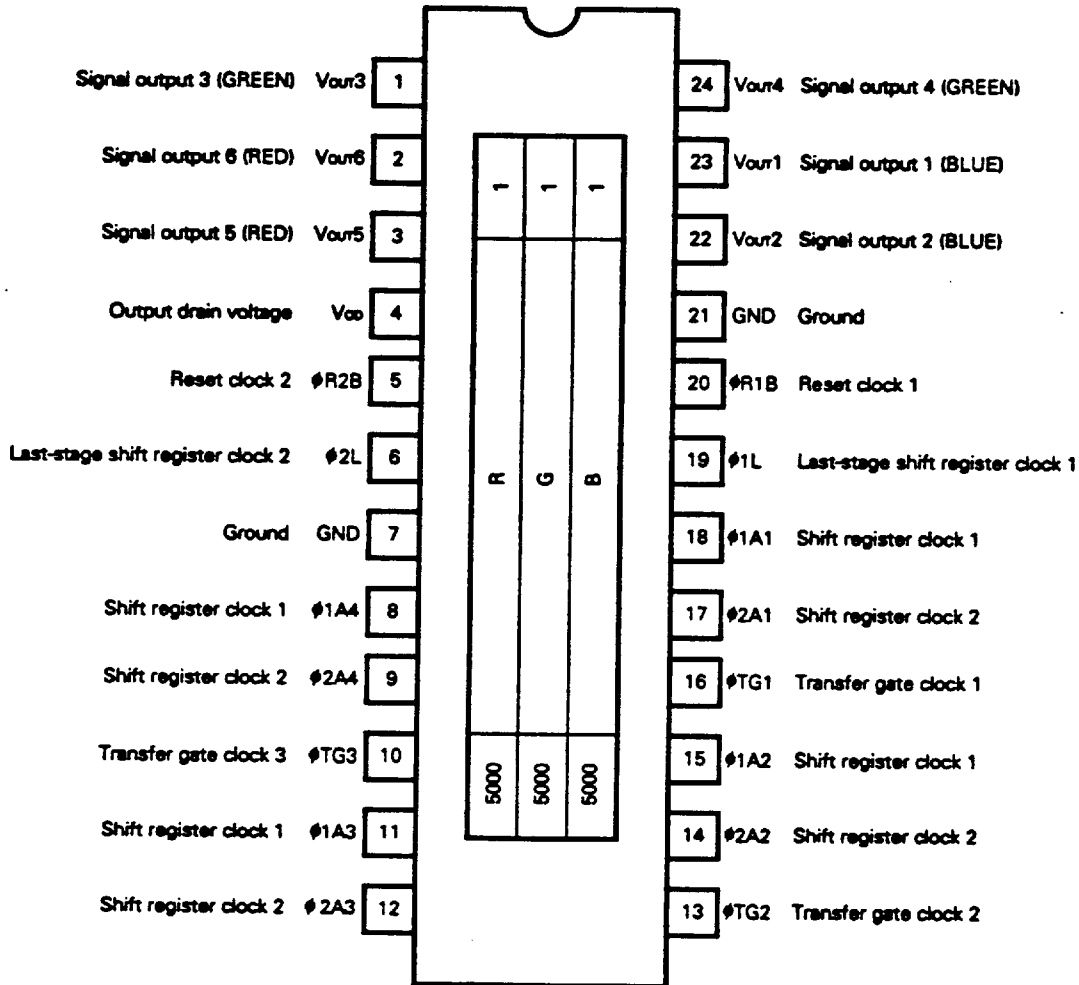 Signal output 3 (GREEN) VOUT3 1
Signal output 6 (RED) VOUT6 2
Signal output 5 (RED) VOUT5 3
Output drain voltage VOD 4
Reset clock 2 φR2B 5
Last-stage shift register clock 2 φ2L 6
Ground GND 7
Shift register clock 1 φ1A4 8
Shift register clock 2 φ2A4 9
Transfer gate clock 3 φTG3 10
Shift register clock 1 φ1A3 11
Shift register clock 2 φ2A3 12
1 1 1
R G B
5000 5000 5000
24 VOUT4 Signal output 4 (GREEN)
23 VOUT1 Signal output 1 (BLUE)
22 VOUT2 Signal output 2 (BLUE)
21 GND Ground
20 φR1B Reset clock 1
19 φ1L Last-stage shift register clock 1
18 φ1A1 Shift register clock 1
17 φ2A1 Shift register clock 2
16 φTG1 Transfer gate clock 1
15 φ1A2 Shift register clock 1
14 φ2A2 Shift register clock 2
13 φTG2 Transfer gate clock 2